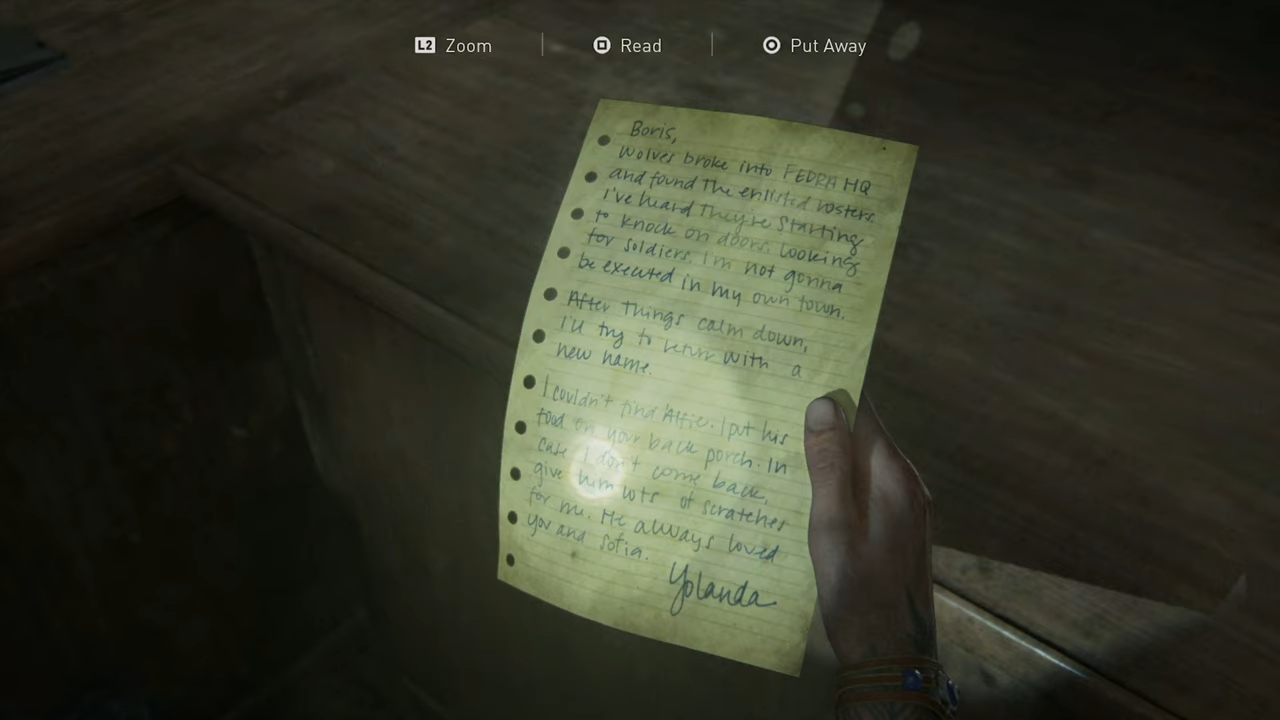 L2 Zoom
Read
Put Away
Boris,
Wolves broke into FEDRA HQ
and found the enlisted rosters.
I've heard they're starting
to knock on doors. Looking
for soldiers. I'm not gonna
be executed in my own town.
After things calm down,
I'll try to return with a
new name.
I couldn't find Alfie. I put his
food on your back porch. In
case I don't come back,
give him lots of scratches
for me. He always loved
you and Sofia.
Yolanda